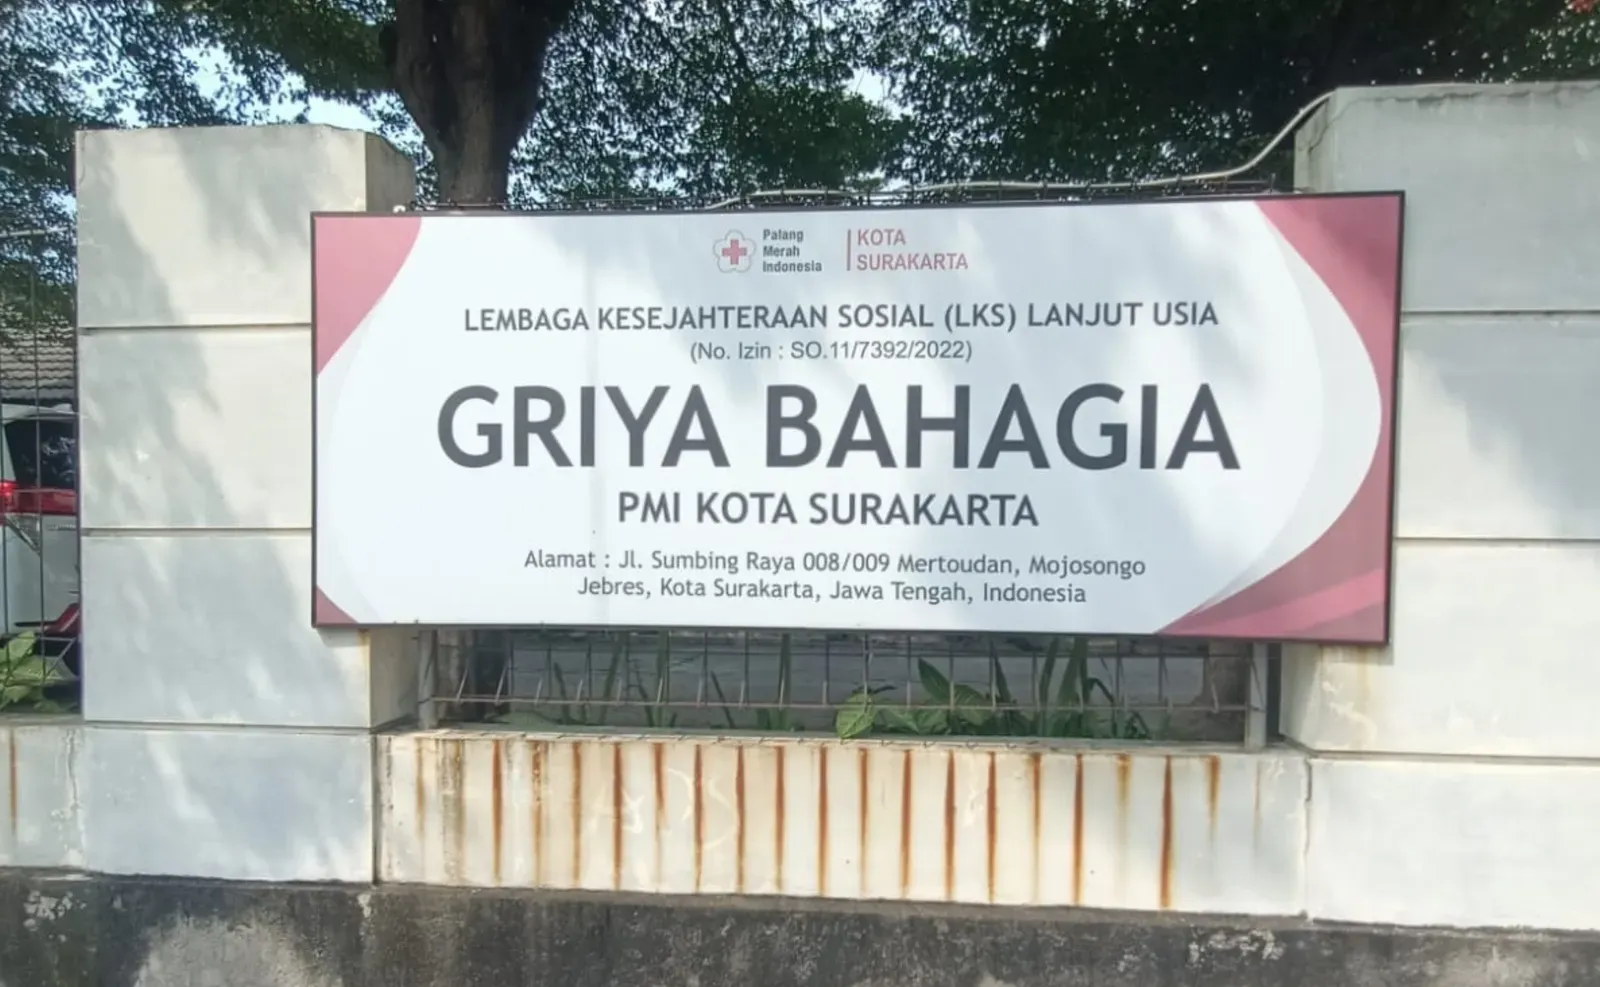 Palang
Merah
Indonesia
KOTA
SURAKARTA
LEMBAGA KESEJAHTERAAN SOSIAL (LKS) LANJUT USIA
(No. Izin : SO.11/7392/2022)
GRIYA BAHAGIA
PMI KOTA SURAKARTA
Alamat : Jl. Sumbing Raya 008/009 Mertoudan, Mojosongo
Jebres, Kota Surakarta, Jawa Tengah, Indonesia